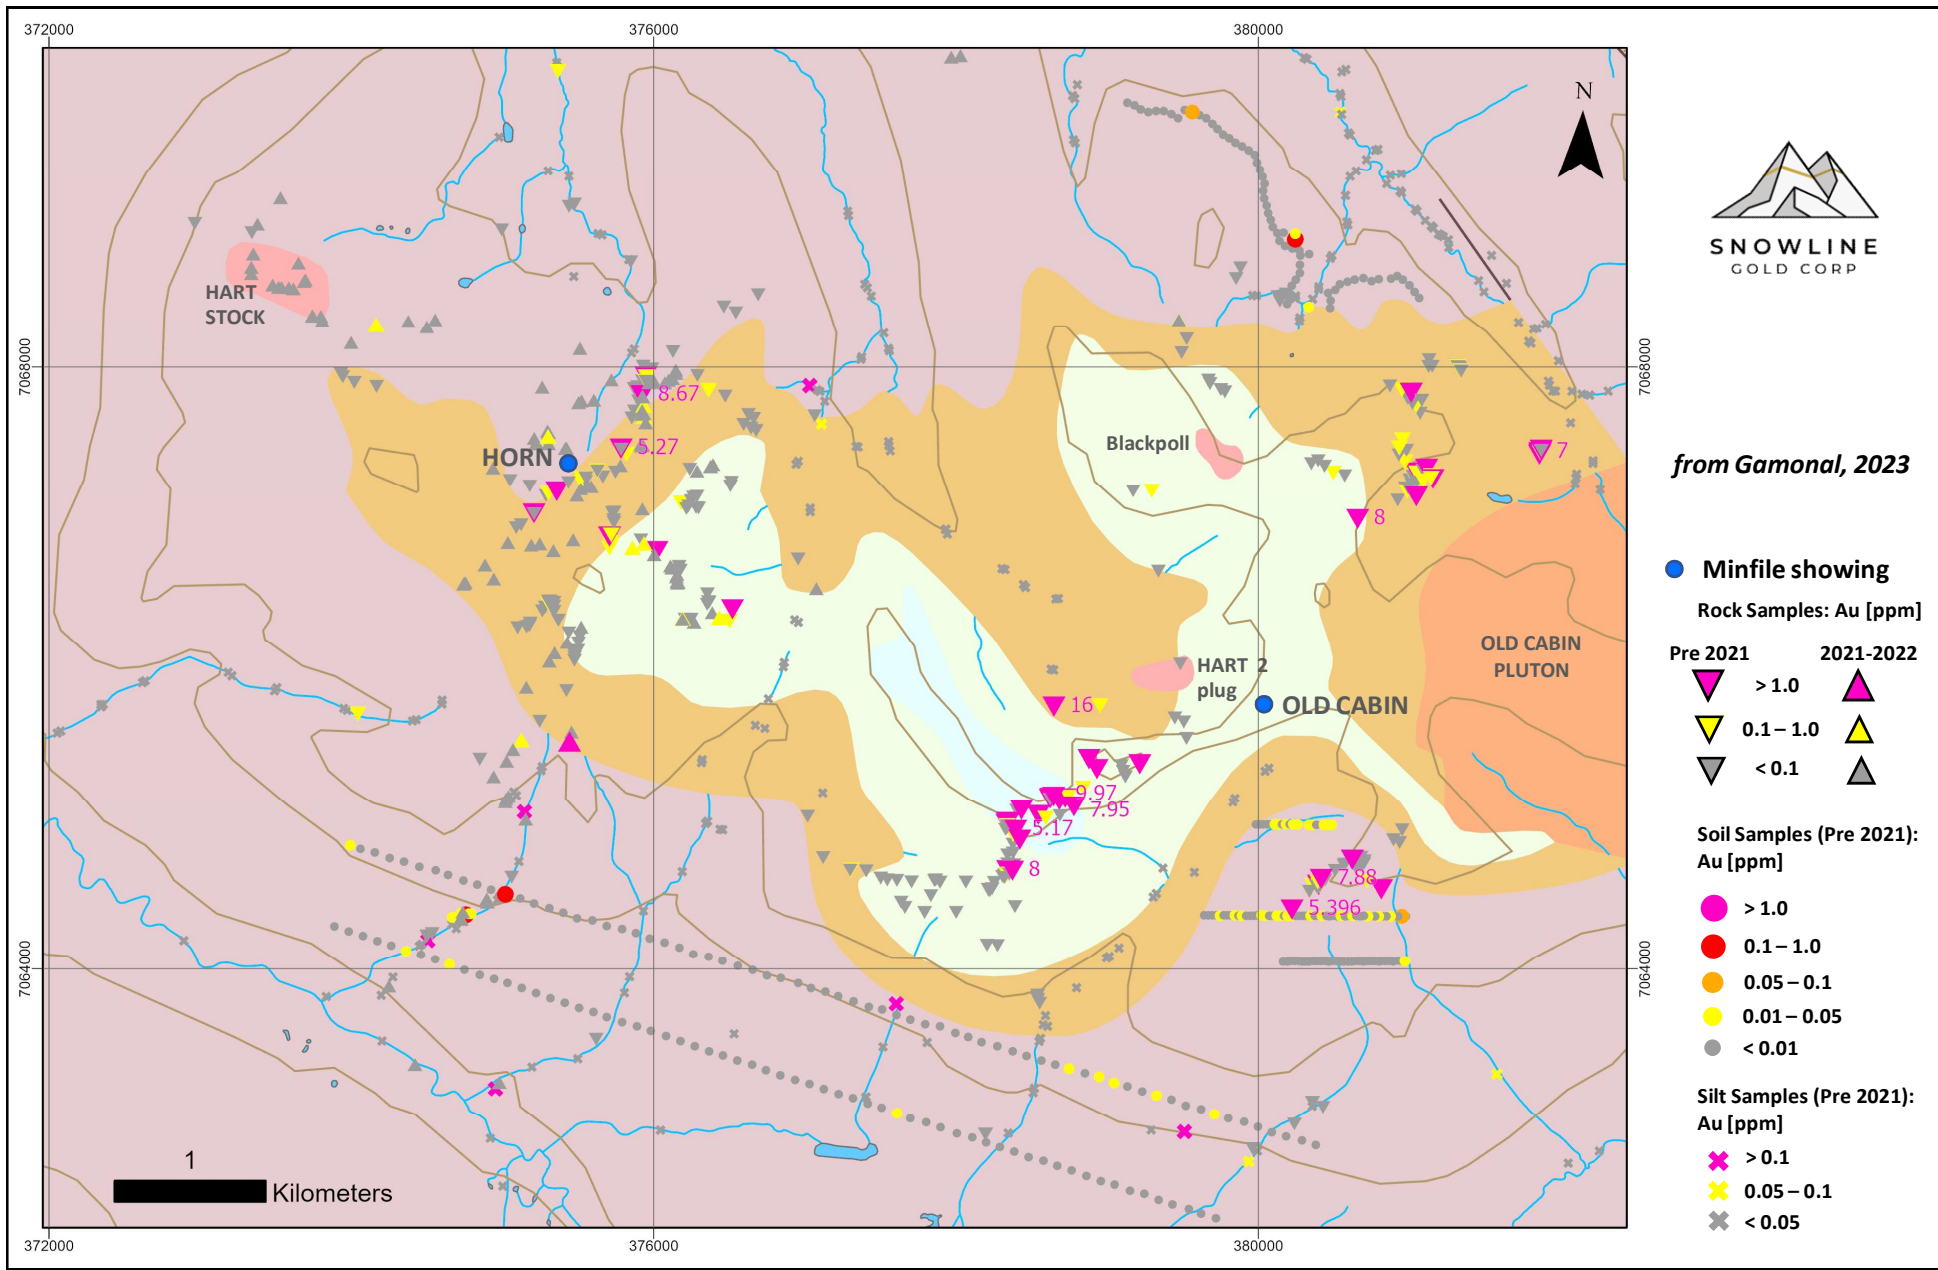 372000
376000
380000
N
SNOWLINE
GOLD CORP
HART
STOCK
7068000
7068000
8.67
Blackpoll
HORN
5.27
7
from Gamonal, 2023
8
Minfile showing
Rock Samples: Au [ppm]
OLD CABIN
PLUTON
Pre 2021
2021-2022
HART 2
plug
> 1.0
16
OLD CABIN
0.1 – 1.0
< 0.1
9.97
7.95
5.17
Soil Samples (Pre 2021):
Au [ppm]
8
7.88
5.396
> 1.0
0.1 – 1.0
7064000
7064000
0.05 – 0.1
0.01 – 0.05
< 0.01
Silt Samples (Pre 2021):
Au [ppm]
1
Kilometers
> 0.1
0.05 – 0.1
< 0.05
372000
376000
380000